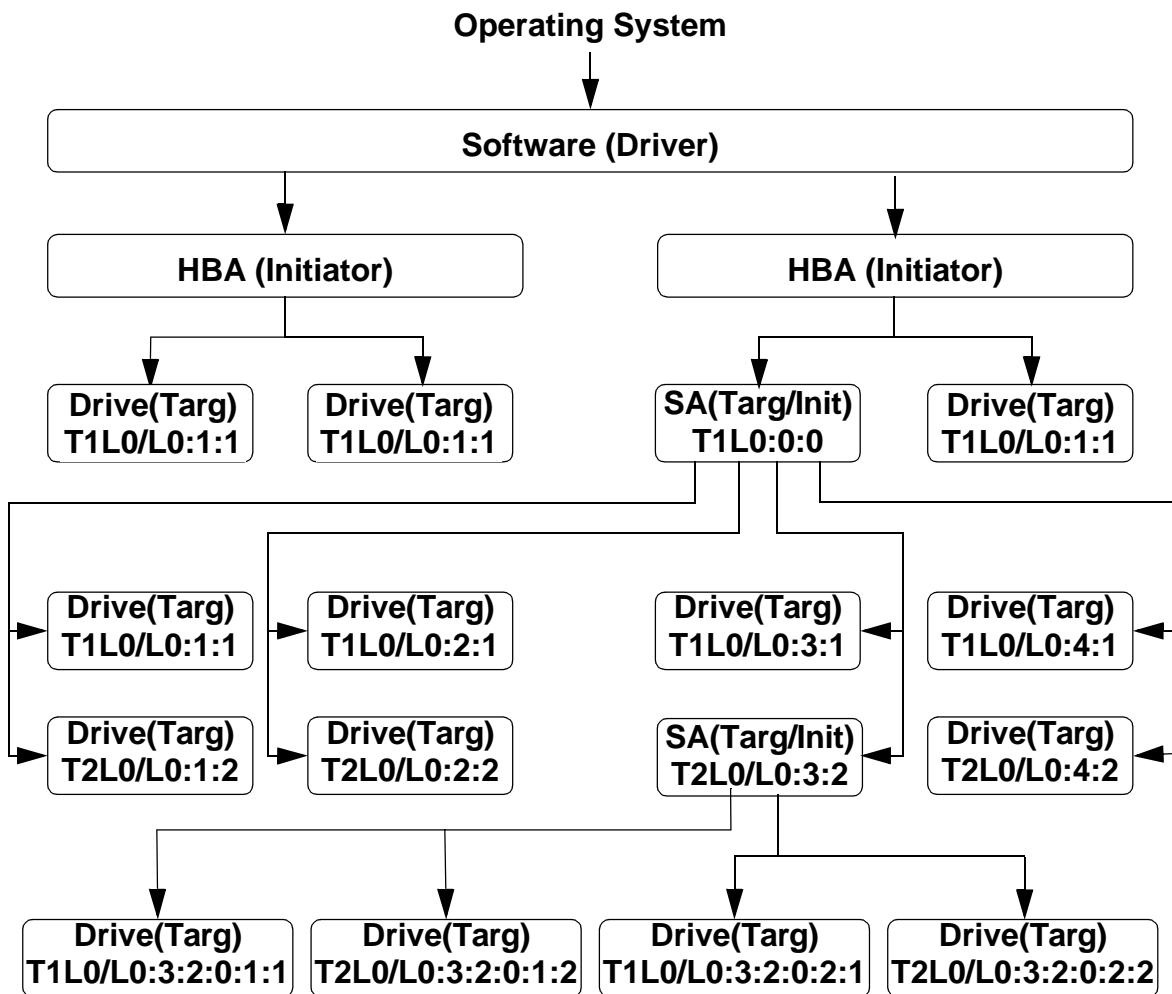 Operating System
Software (Driver)
HBA (Initiator)
HBA (Initiator)
Drive(Targ)
T1L0/L0:1:1
Drive(Targ)
T1L0/L0:1:1
SA(Targ/Init)
T1L0:0:0
Drive(Targ)
T1L0/L0:1:1
Drive(Targ)
T1L0/L0:1:1
Drive(Targ)
T1L0/L0:2:1
Drive(Targ)
T1L0/L0:3:1
Drive(Targ)
T1L0/L0:4:1
Drive(Targ)
T2L0/L0:1:2
Drive(Targ)
T2L0/L0:2:2
SA(Targ/Init)
T2L0/L0:3:2
Drive(Targ)
T2L0/L0:4:2
Drive(Targ)
T1L0/L0:3:2:0:1:1
Drive(Targ)
T2L0/L0:3:2:0:1:2
Drive(Targ)
T1L0/L0:3:2:0:2:1
Drive(Targ)
T2L0/L0:3:2:0:2:2